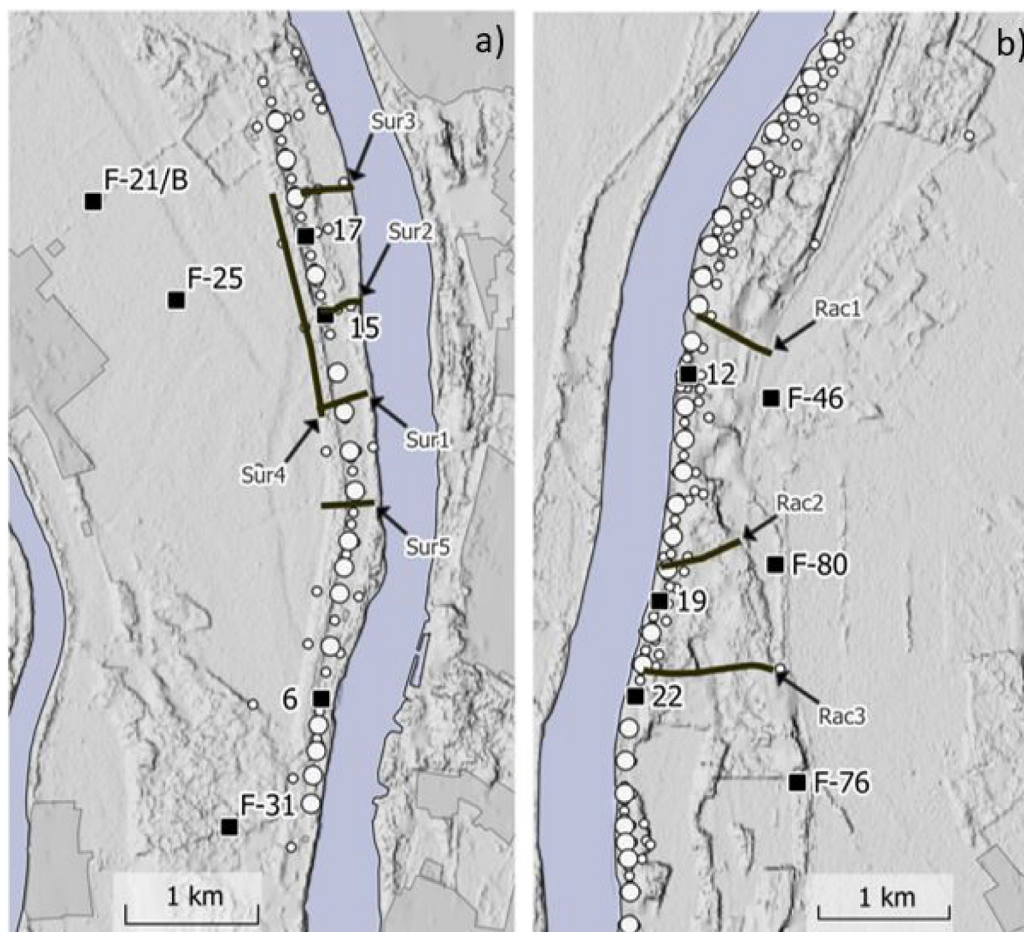 a)
Sur3
F-21/B
17
Sur2
F-25
15
Sur1
Sur4
Sur5
6
F-31
1 km
b)
Rac1
12
F-46
Rac2
F-80
19
22
Rac3
F-76
1 km